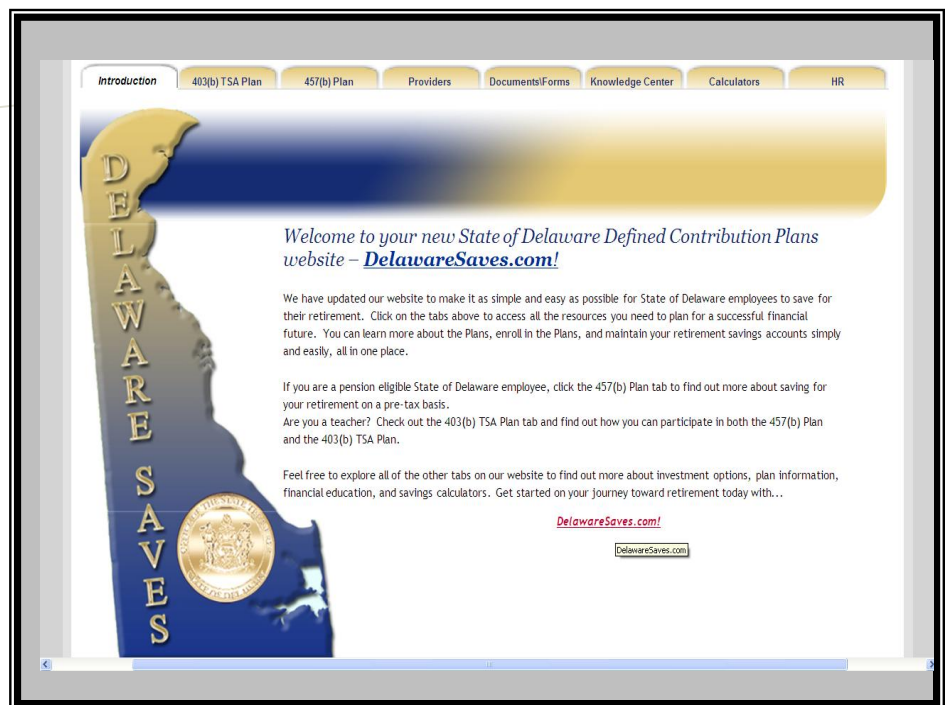 Introduction 403(b) TSA Plan 457(b) Plan Providers Documents\Forms Knowledge Center Calculators HR
DELAWARE SAVES
Welcome to your new State of Delaware Defined Contribution Plans
website – DelawareSaves.com!
We have updated our website to make it as simple and easy as possible for State of Delaware employees to save for
their retirement. Click on the tabs above to access all the resources you need to plan for a successful financial
future. You can learn more about the Plans, enroll in the Plans, and maintain your retirement savings accounts simply
and easily, all in one place.
If you are a pension eligible State of Delaware employee, click the 457(b) Plan tab to find out more about saving for
your retirement on a pre-tax basis.
Are you a teacher? Check out the 403(b) TSA Plan tab and find out how you can participate in both the 457(b) Plan
and the 403(b) TSA Plan.
Feel free to explore all of the other tabs on our website to find out more about investment options, plan information,
financial education, and savings calculators. Get started on your journey toward retirement today with...
DelawareSaves.com!
DelawareSaves.com
OFFICE OF THE STATE TREASURER
STATE OF DELAWARE